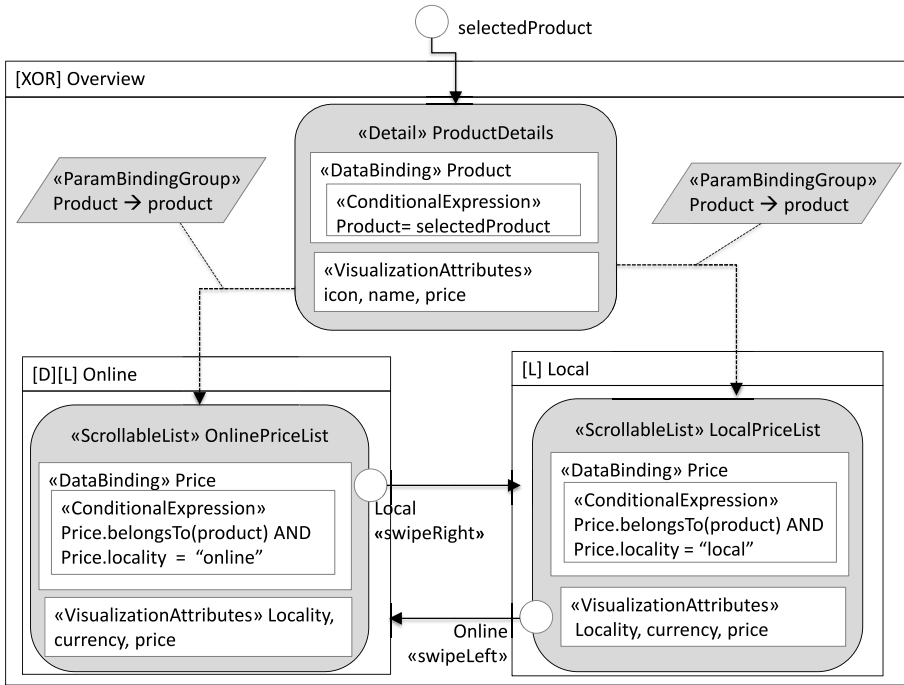 selectedProduct
[XOR] Overview
«Detail» ProductDetails
«DataBinding» Product
«ConditionalExpression»
Product= selectedProduct
«VisualizationAttributes»
icon, name, price
«ParamBindingGroup»
Product → product
«ParamBindingGroup»
Product → product
[D][L] Online
«ScrollableList» OnlinePriceList
«DataBinding» Price
«ConditionalExpression»
Price.belongsTo(product) AND
Price.locality = “online”
«VisualizationAttributes» Locality,
currency, price
Local
«swipeRight»
Online
«swipeLeft»
[L] Local
«ScrollableList» LocalPriceList
«DataBinding» Price
«ConditionalExpression»
Price.belongsTo(product) AND
Price.locality = “local”
«VisualizationAttributes»
Locality, currency, price